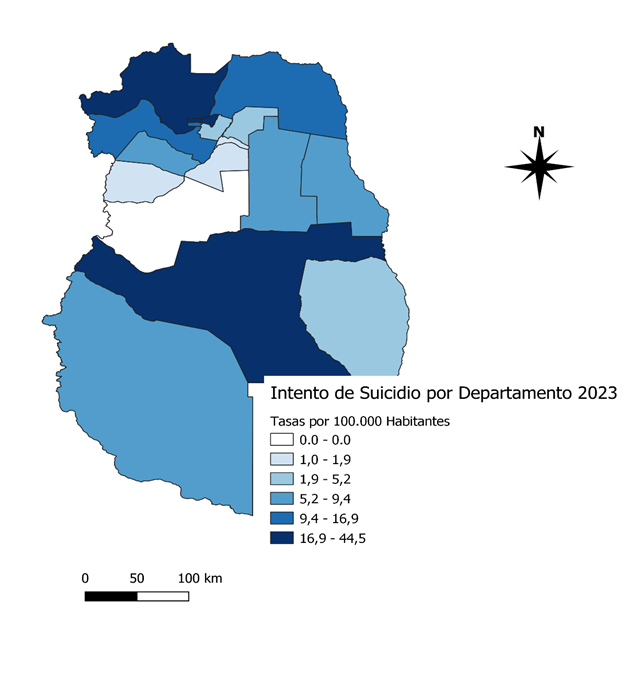 N
Intento de Suicidio por Departamento 2023
Tasas por 100.000 Habitantes
0.0 - 0.0
1,0 - 1,9
1,9 - 5,2
5,2 - 9,4
9,4 - 16,9
16,9 - 44,5
0 50 100 km